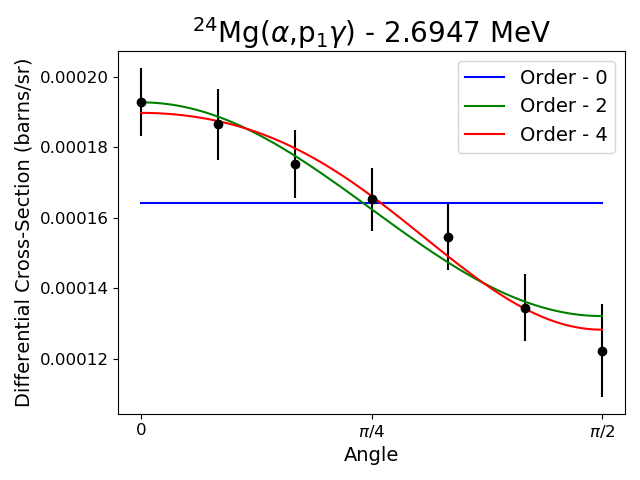 ²⁴Mg(α,p₁γ) - 2.6947 MeV
Differential Cross-Section (barns/sr)
0.00020
0.00018
0.00016
0.00014
0.00012
Order - 0
Order - 2
Order - 4
0
π/4
π/2
Angle